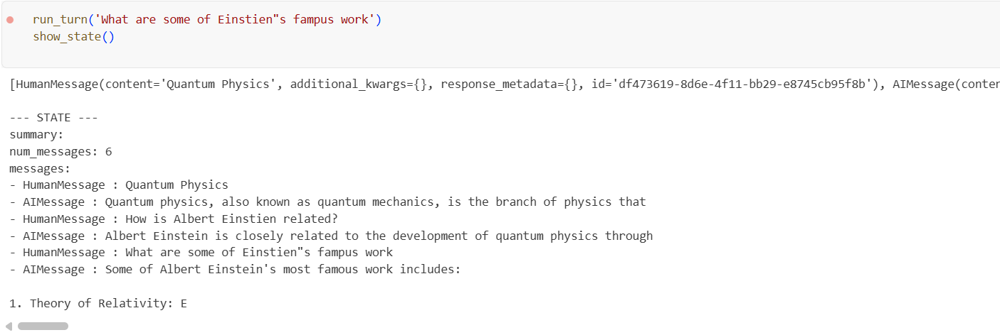 run_turn('What are some of Einstien"s fampus work')
show_state()
[HumanMessage(content='Quantum Physics', additional_kwargs={}, response_metadata={}, id='df473619-8d6e-4f11-bb29-e8745cb95f8b'), AIMessage(conter
--- STATE ---
summary:
num_messages: 6
messages:
- HumanMessage : Quantum Physics
- AIMessage : Quantum physics, also known as quantum mechanics, is the branch of physics that
- HumanMessage : How is Albert Einstien related?
- AIMessage : Albert Einstein is closely related to the development of quantum physics through
- HumanMessage : What are some of Einstien"s fampus work
- AIMessage : Some of Albert Einstein's most famous work includes:
1. Theory of Relativity: E